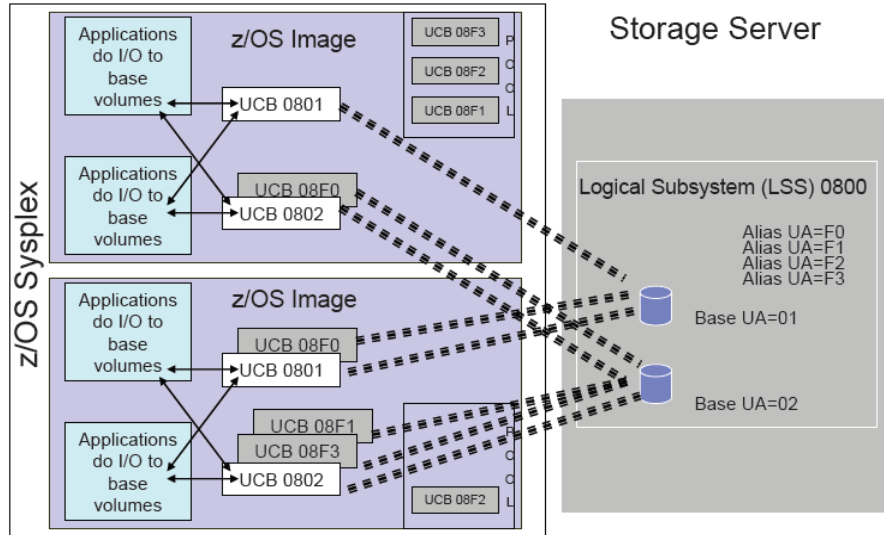 z/OS Sysplex
Applications
do I/O to
base
volumes
z/OS Image
UCB 0801
UCB 08F3
UCB 08F2
UCB 08F1
P
O
O
L
Applications
do I/O to
base
volumes
UCB 08F0
UCB 0802
Applications
do I/O to
base
volumes
z/OS Image
UCB 08F0
UCB 0801
Applications
do I/O to
base
volumes
UCB 08F1
UCB 08F3
UCB 0802
P
O
O
L
UCB 08F2
Storage Server
Logical Subsystem (LSS) 0800
Alias UA=F0
Alias UA=F1
Alias UA=F2
Alias UA=F3
Base UA=01
Base UA=02